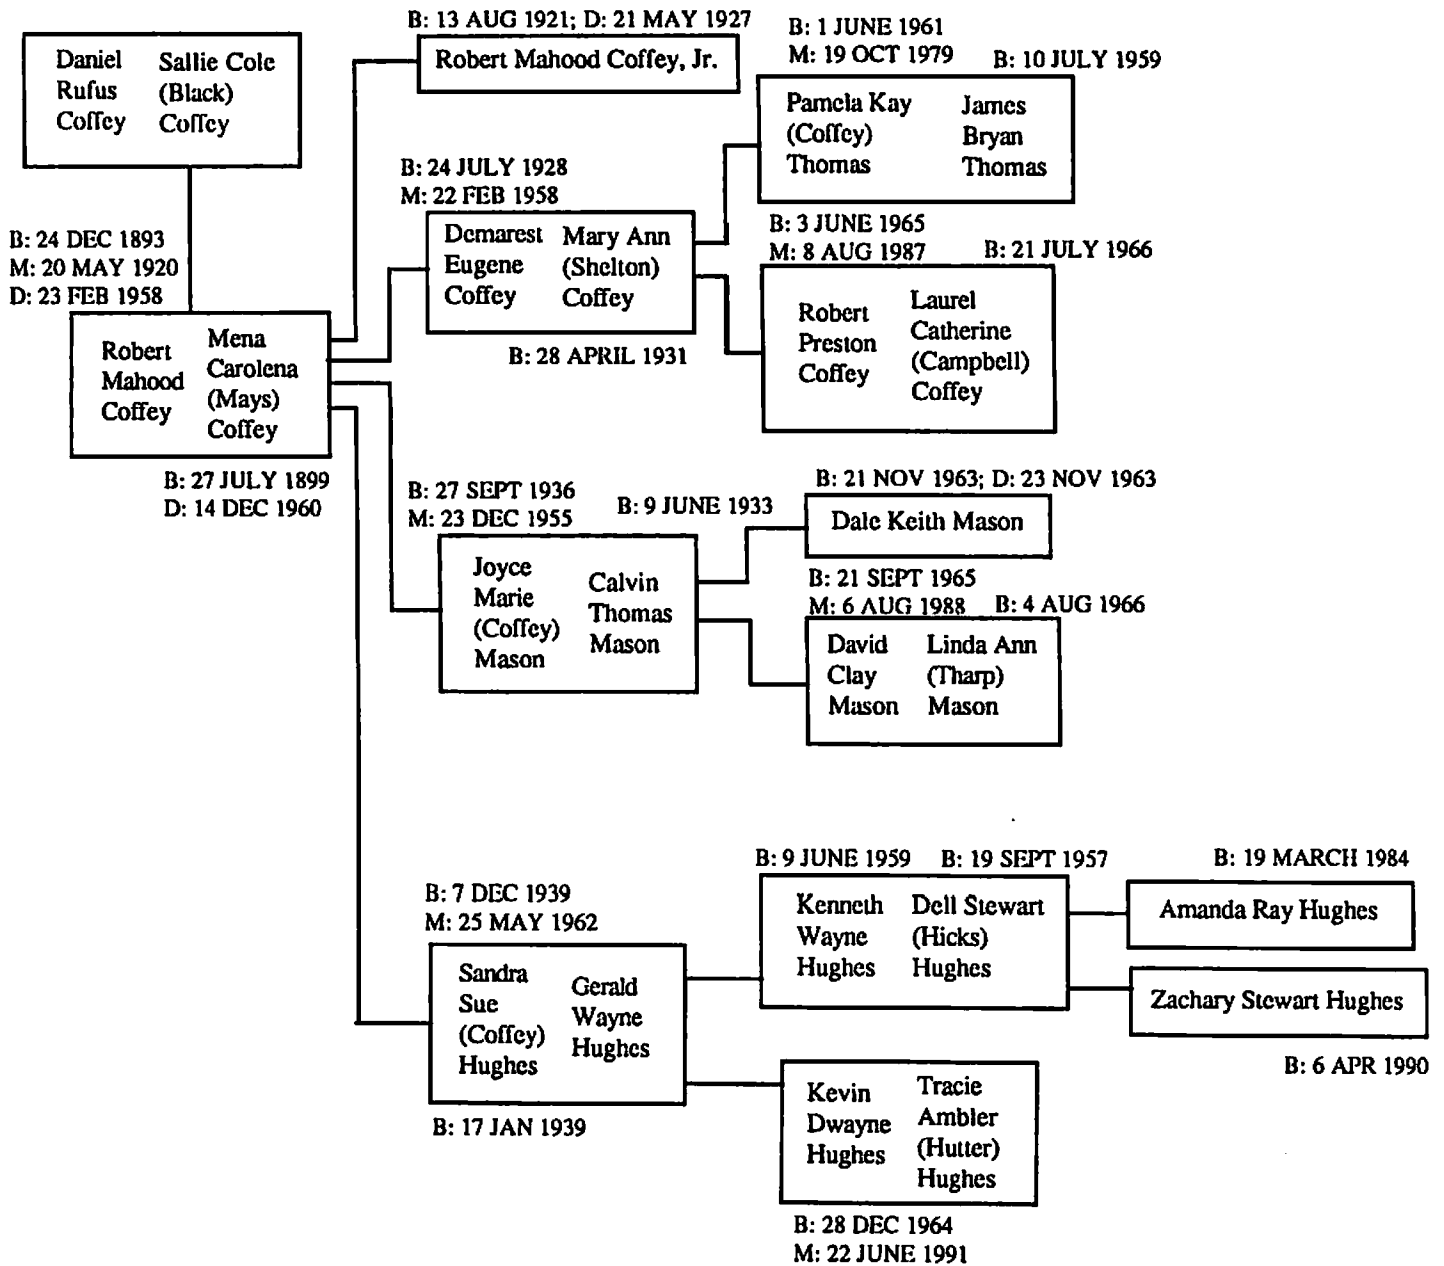 Daniel Rufus Coffey
Sallie Cole (Black) Coffey
B: 24 DEC 1893
M: 20 MAY 1920
D: 23 FEB 1958
Robert Mahood Coffey
Mena Carolena (Mays) Coffey
B: 27 JULY 1899
D: 14 DEC 1960
B: 13 AUG 1921; D: 21 MAY 1927
Robert Mahood Coffey, Jr.
B: 24 JULY 1928
M: 22 FEB 1958
Demarest Eugene Coffey
Mary Ann (Shelton) Coffey
B: 28 APRIL 1931
B: 1 JUNE 1961
M: 19 OCT 1979
B: 10 JULY 1959
Pamela Kay (Coffey) Thomas
James Bryan Thomas
B: 3 JUNE 1965
M: 8 AUG 1987
B: 21 JULY 1966
Robert Preston Coffey
Laurel Catherine (Campbell) Coffey
B: 27 SEPT 1936
M: 23 DEC 1955
B: 9 JUNE 1933
Joyce Marie (Coffey) Mason
Calvin Thomas Mason
B: 21 NOV 1963; D: 23 NOV 1963
Dale Keith Mason
B: 21 SEPT 1965
M: 6 AUG 1988
B: 4 AUG 1966
David Clay Mason
Linda Ann (Tharp) Mason
B: 7 DEC 1939
M: 25 MAY 1962
Sandra Sue (Coffey) Hughes
Gerald Wayne Hughes
B: 17 JAN 1939
B: 9 JUNE 1959
B: 19 SEPT 1957
Kenneth Wayne Hughes
Dell Stewart (Hicks) Hughes
B: 19 MARCH 1984
Amanda Ray Hughes
Zachary Stewart Hughes
B: 6 APR 1990
Kevin Dwayne Hughes
Tracie Ambler (Hutter) Hughes
B: 28 DEC 1964
M: 22 JUNE 1991